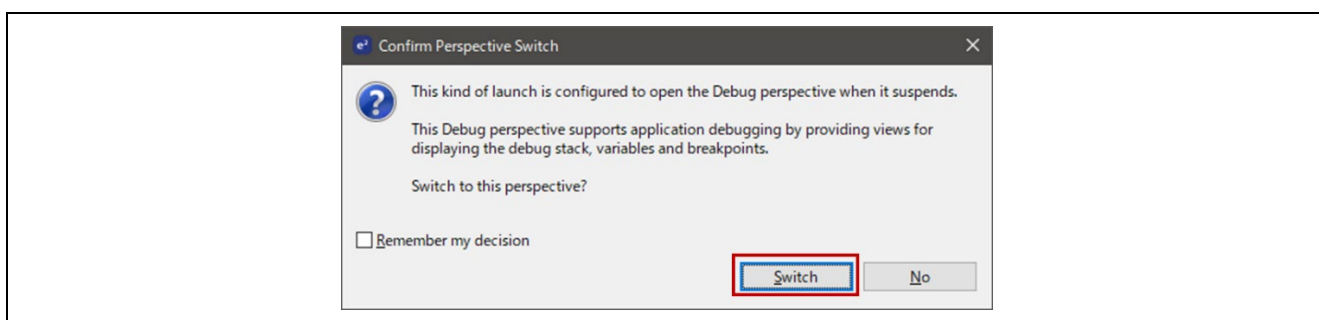 e² Confirm Perspective Switch
This kind of launch is configured to open the Debug perspective when it suspends.
This Debug perspective supports application debugging by providing views for
displaying the debug stack, variables and breakpoints.
Switch to this perspective?
Remember my decision
Switch No